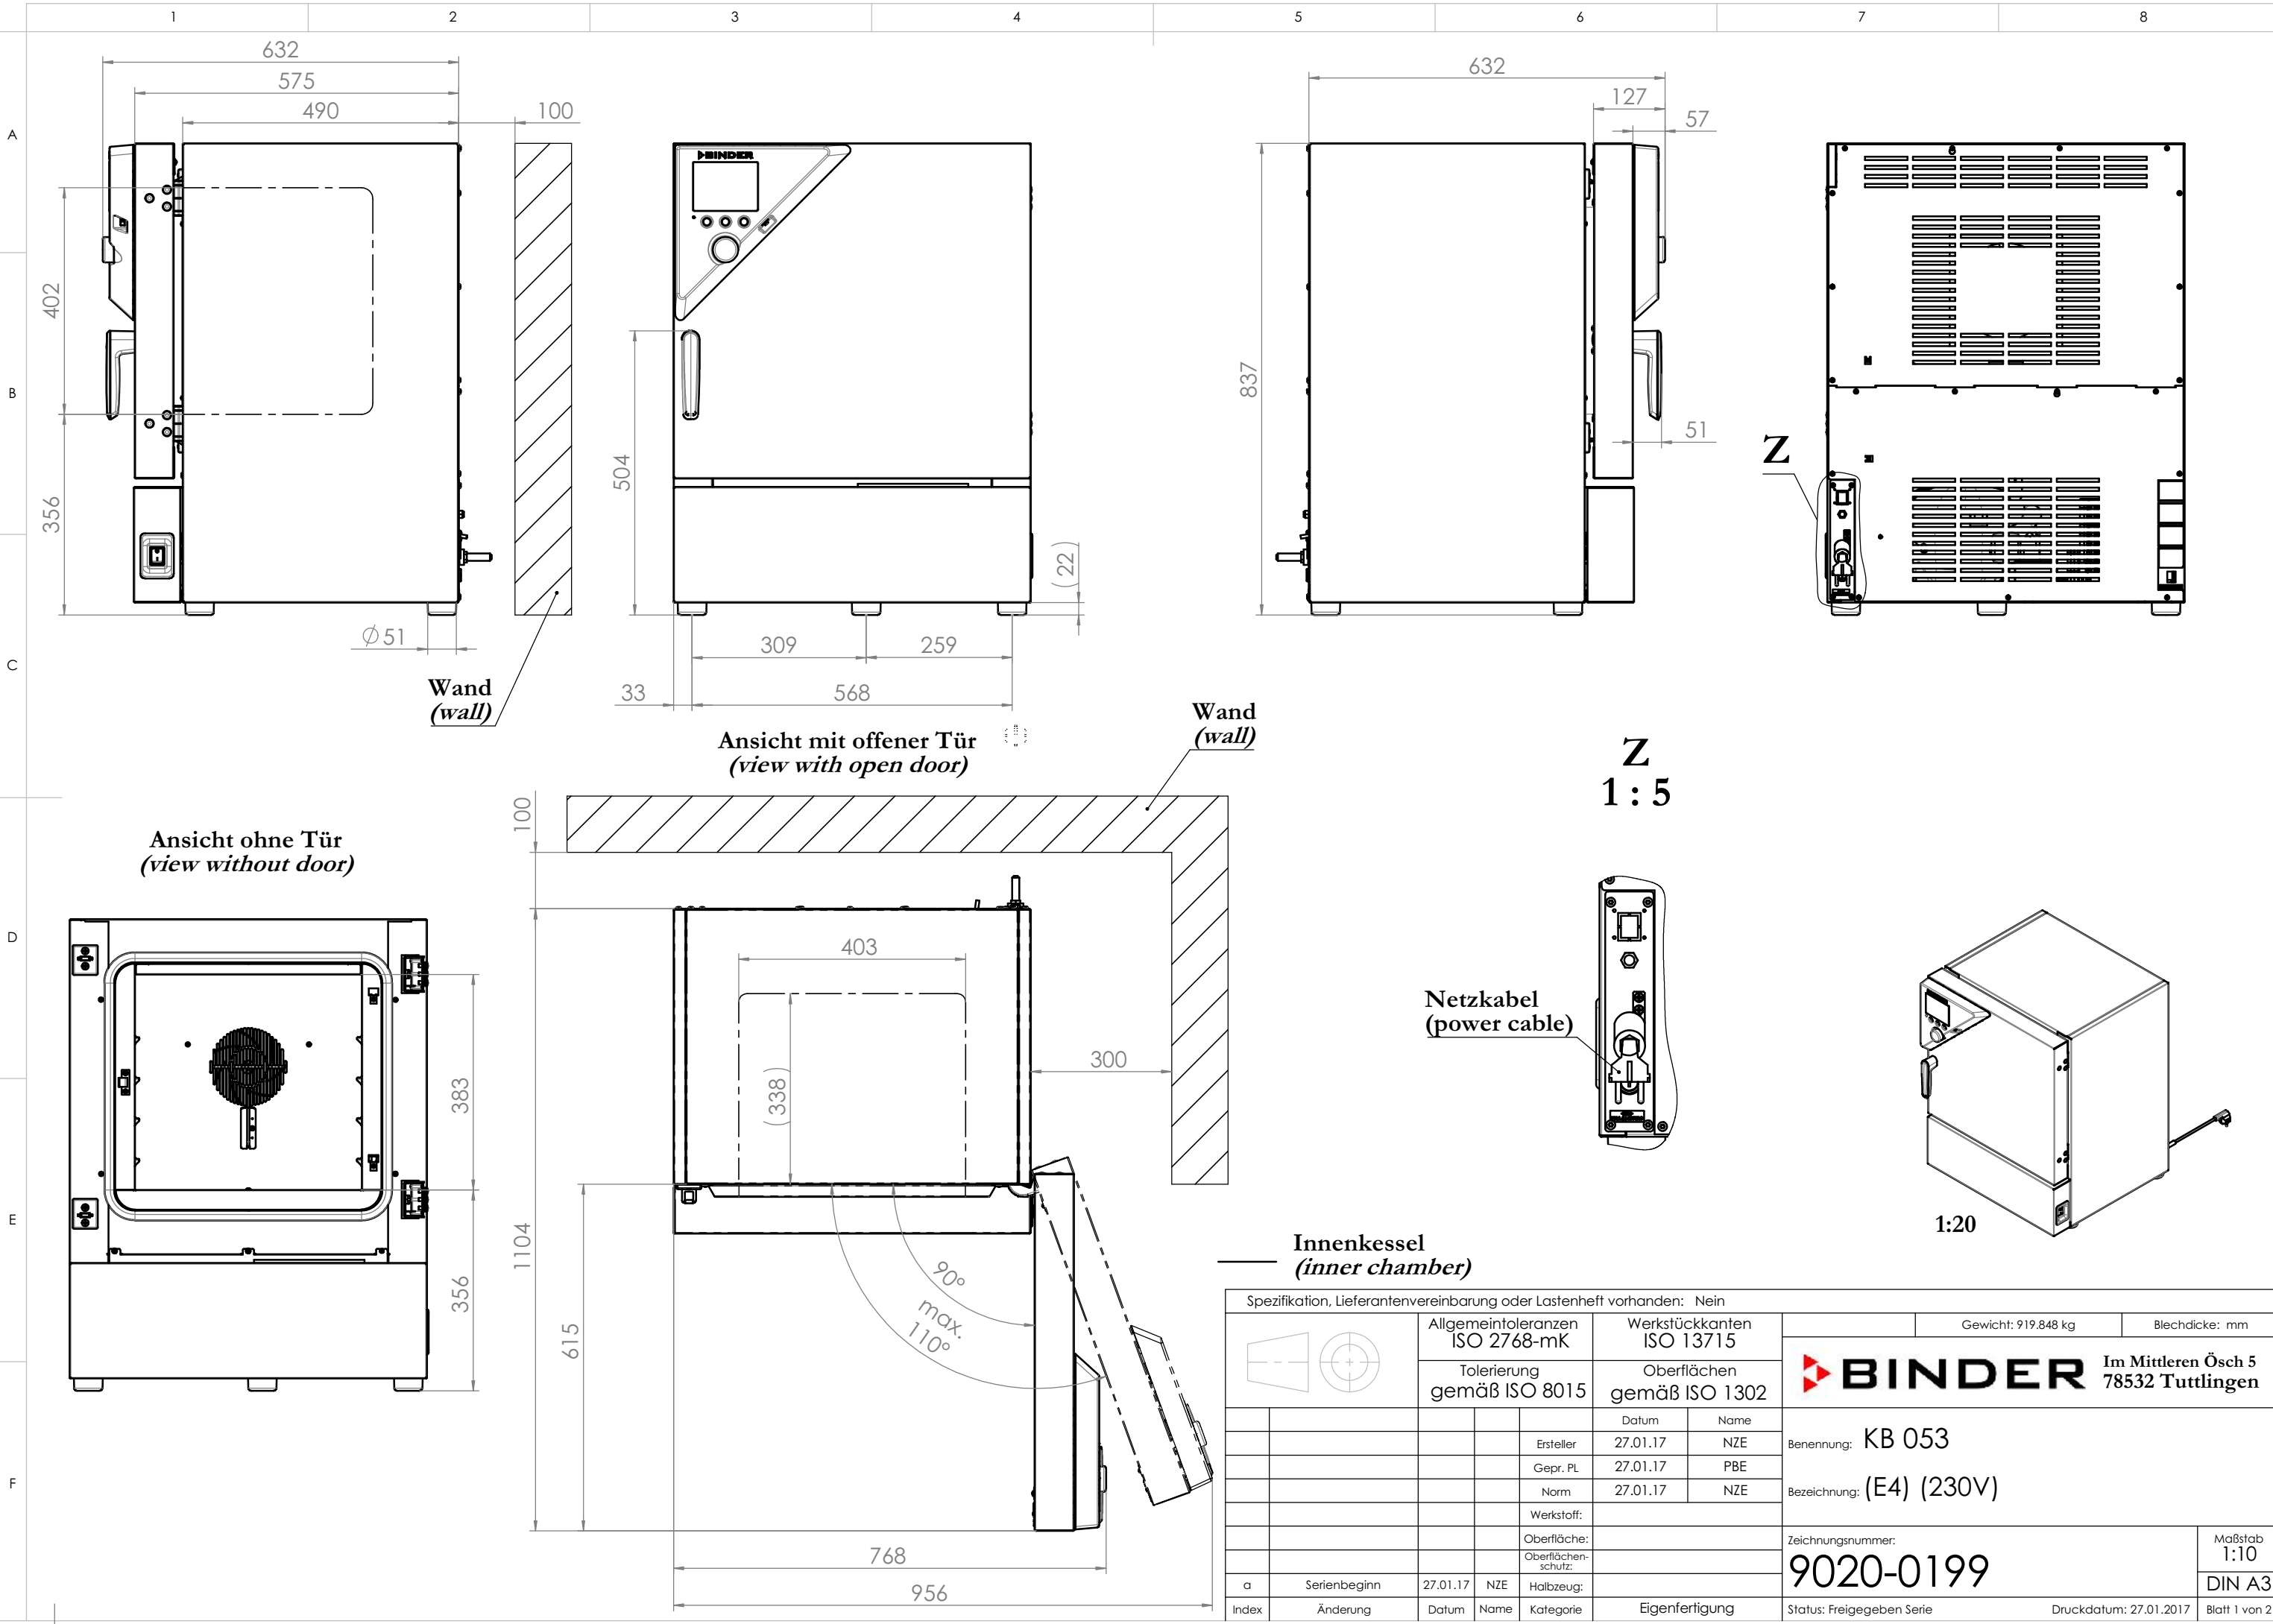 1 2 3 4 5 6 7 8
A
B
C
D
E
F
632
575
490
100
402
356
Ø 51
Wand
(wall)
BINDER
504
(22)
309
259
33
568
632
127
57
837
51
Z
Ansicht mit offener Tür
(view with open door)
Wand
(wall)
100
403
(338)
300
1104
615
90°
max.
110°
768
956
Ansicht ohne Tür
(view without door)
383
356
Z
1 : 5
Netzkabel
(power cable)
1:20
Innenkessel
(inner chamber)
Spezifikation, Lieferantenvereinbarung oder Lastenheft vorhanden: Nein
Allgemeintoleranzen
ISO 2768-mK
Werkstückkanten
ISO 13715
Tolerierung
gemäß ISO 8015
Oberflächen
gemäß ISO 1302
Gewicht: 919.848 kg
Blechdicke: mm
BINDER
Im Mittleren Ösch 5
78532 Tuttlingen
Datum Name
Ersteller 27.01.17 NZE
Gepr. PL 27.01.17 PBE
Norm 27.01.17 NZE
Werkstoff:
Oberfläche:
Oberflächen-
schutz:
a Serienbeginn 27.01.17 NZE Halbzeug:
Index Änderung Datum Name Kategorie Eigenfertigung
Benennung: KB 053
Bezeichnung: (E4) (230V)
Zeichnungsnummer:
9020-0199
Maßstab
1:10
DIN A3
Status: Freigegeben Serie Druckdatum: 27.01.2017 Blatt 1 von 2